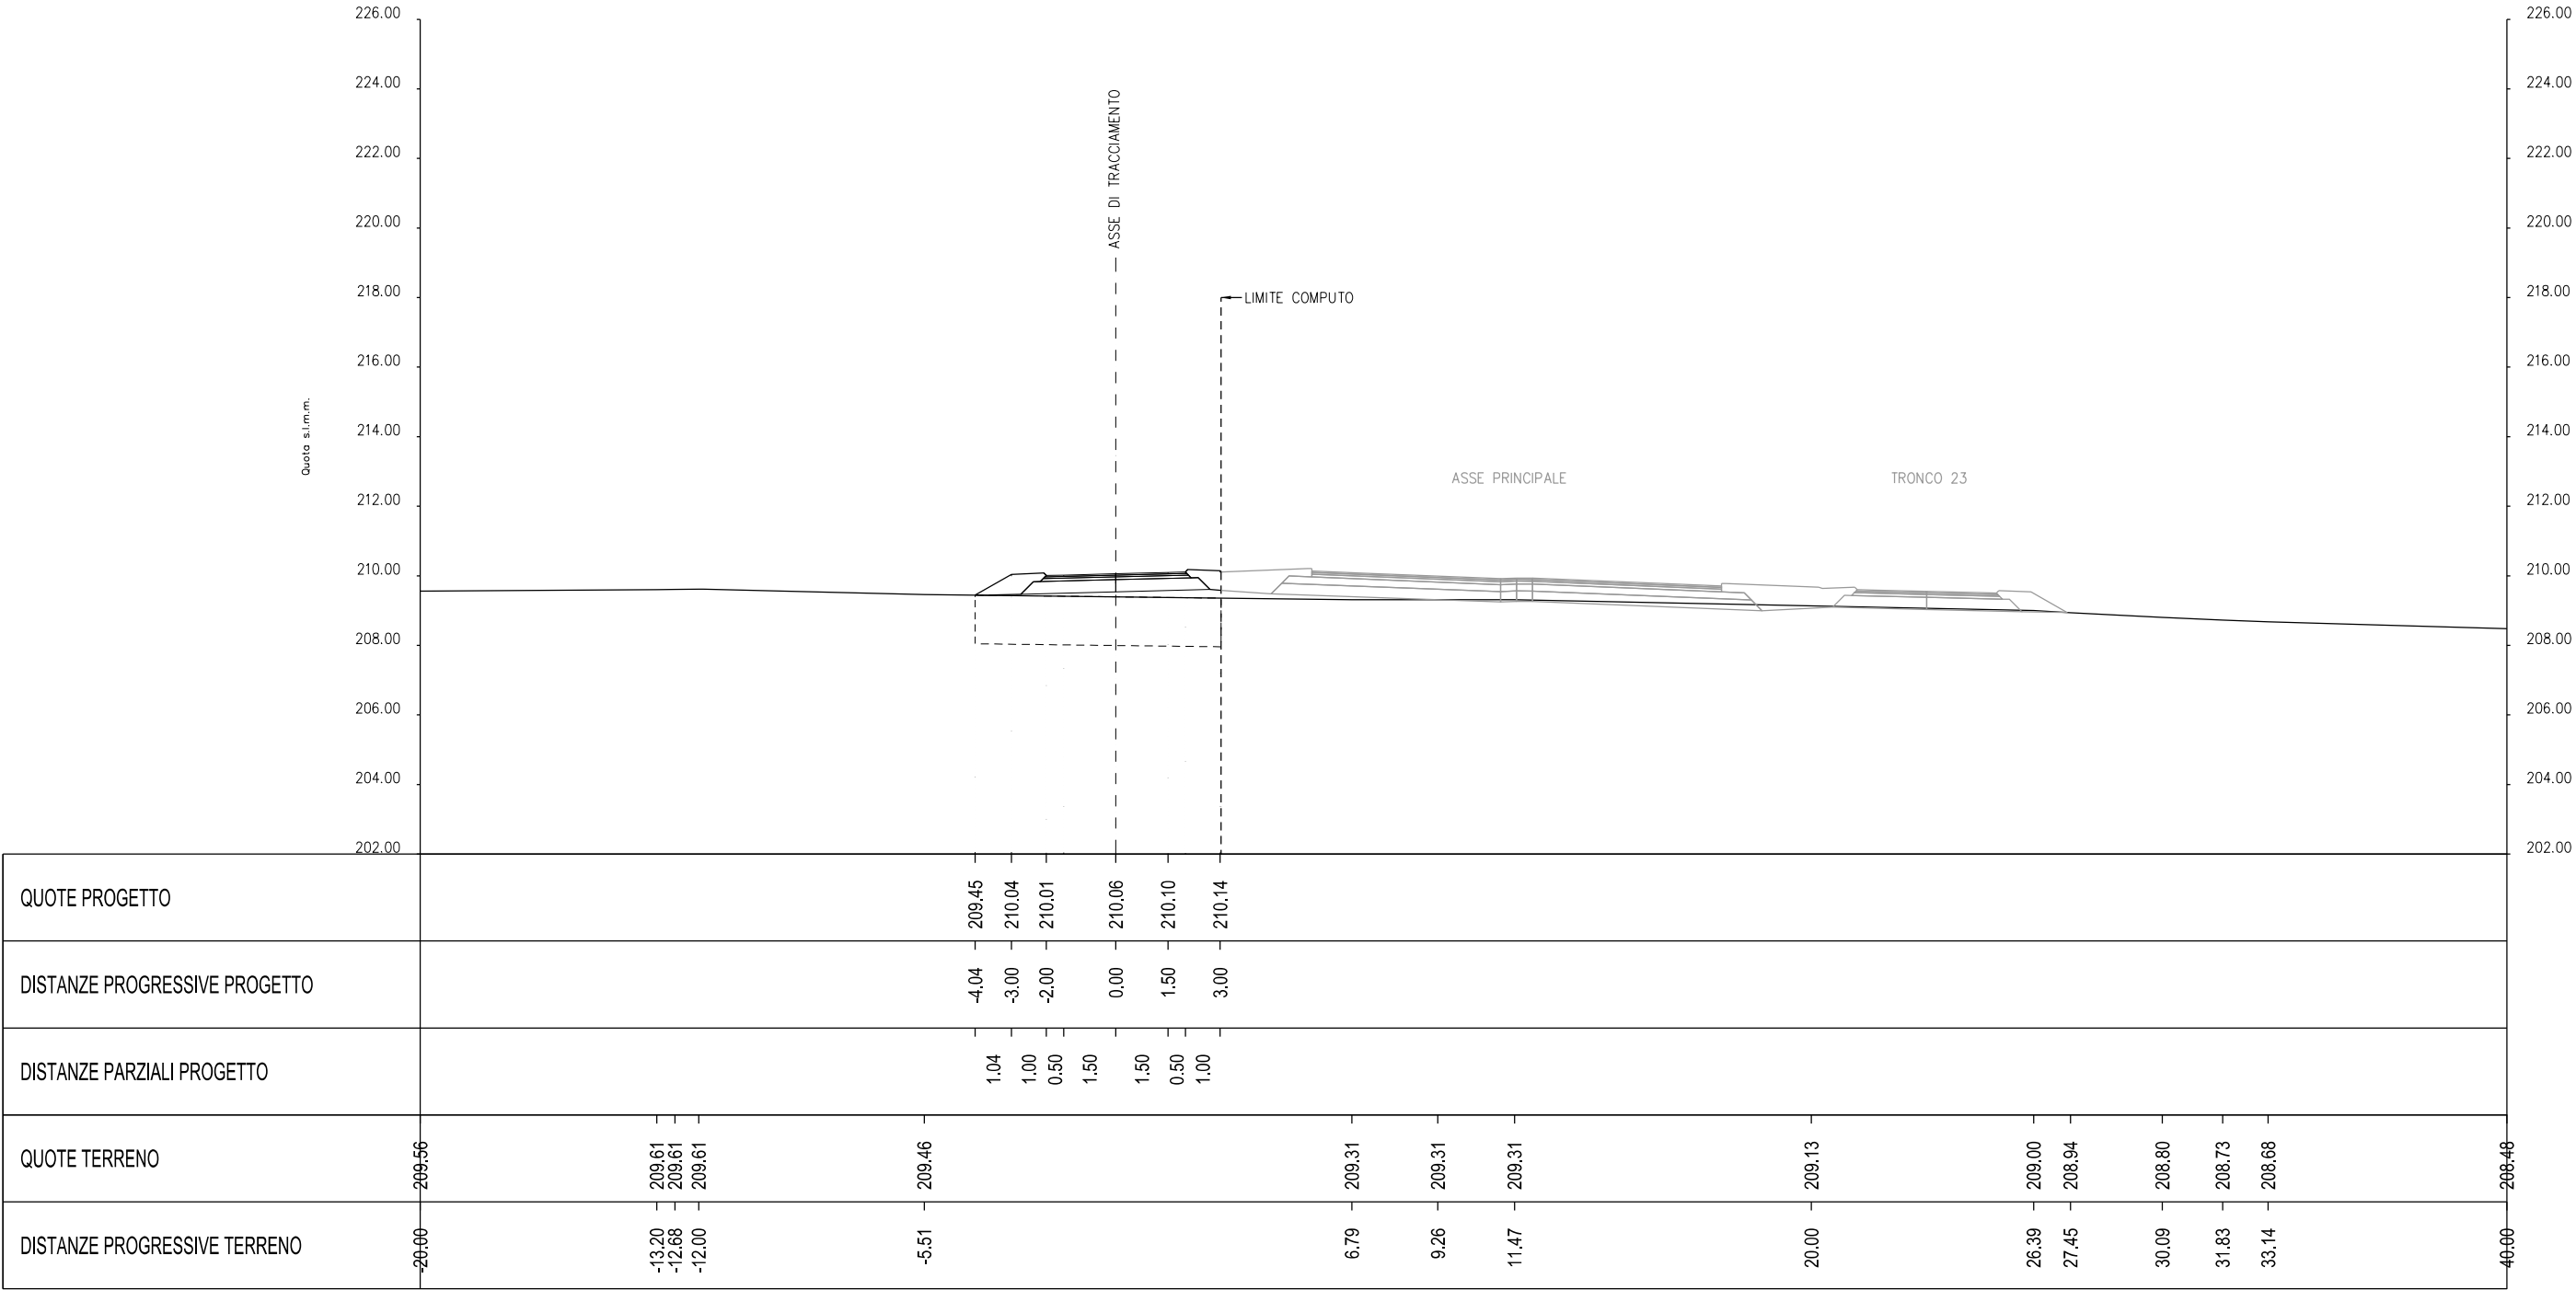 226.00 226.00
224.00 224.00
222.00 222.00
220.00 220.00
218.00 218.00
216.00 216.00
214.00 214.00
212.00 212.00
210.00 210.00
208.00 208.00
206.00 206.00
204.00 204.00
202.00 202.00
Quota s.l.m.m.
ASSE DI TRACCIAMENTO
LIMITE COMPUTO
ASSE PRINCIPALE
TRONCO 23
QUOTE PROGETTO 209.45 210.04 210.01 210.06 210.10 210.14
DISTANZE PROGRESSIVE PROGETTO -4.04 -3.00 -2.00 0.00 1.50 3.00
DISTANZE PARZIALI PROGETTO 1.04 1.00 0.50 1.50 1.50 0.50 1.00
QUOTE TERRENO 209.56 209.61 209.61 209.61 209.46 209.31 209.31 209.31 209.13 209.00 208.94 208.80 208.73 208.68 208.48
DISTANZE PROGRESSIVE TERRENO -20.00 -13.20 -12.68 -12.00 -5.51 6.79 9.26 11.47 20.00 26.39 27.45 30.09 31.83 33.14 40.00